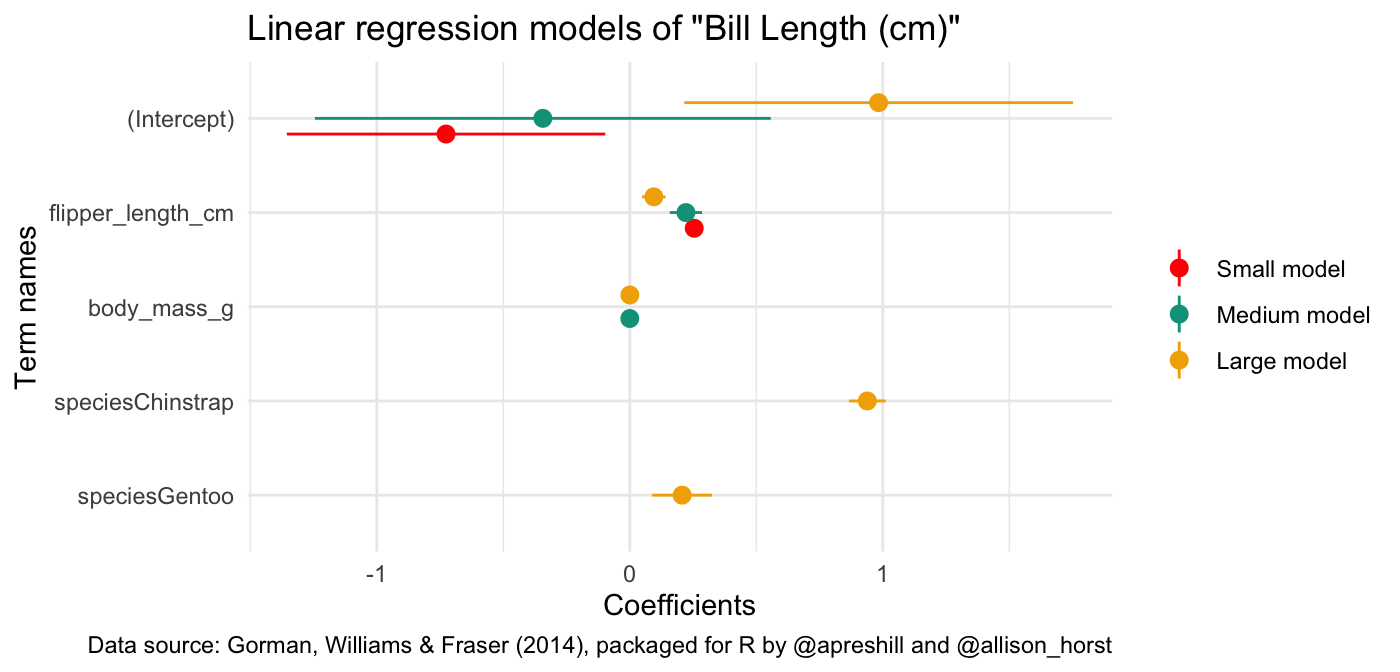 Linear regression models of "Bill Length (cm)"
Term names
(Intercept)
flipper_length_cm
body_mass_g
speciesChinstrap
speciesGentoo
-1
0
1
Coefficients
Small model
Medium model
Large model
Data source: Gorman, Williams & Fraser (2014), packaged for R by @apreshill and @allison_horst